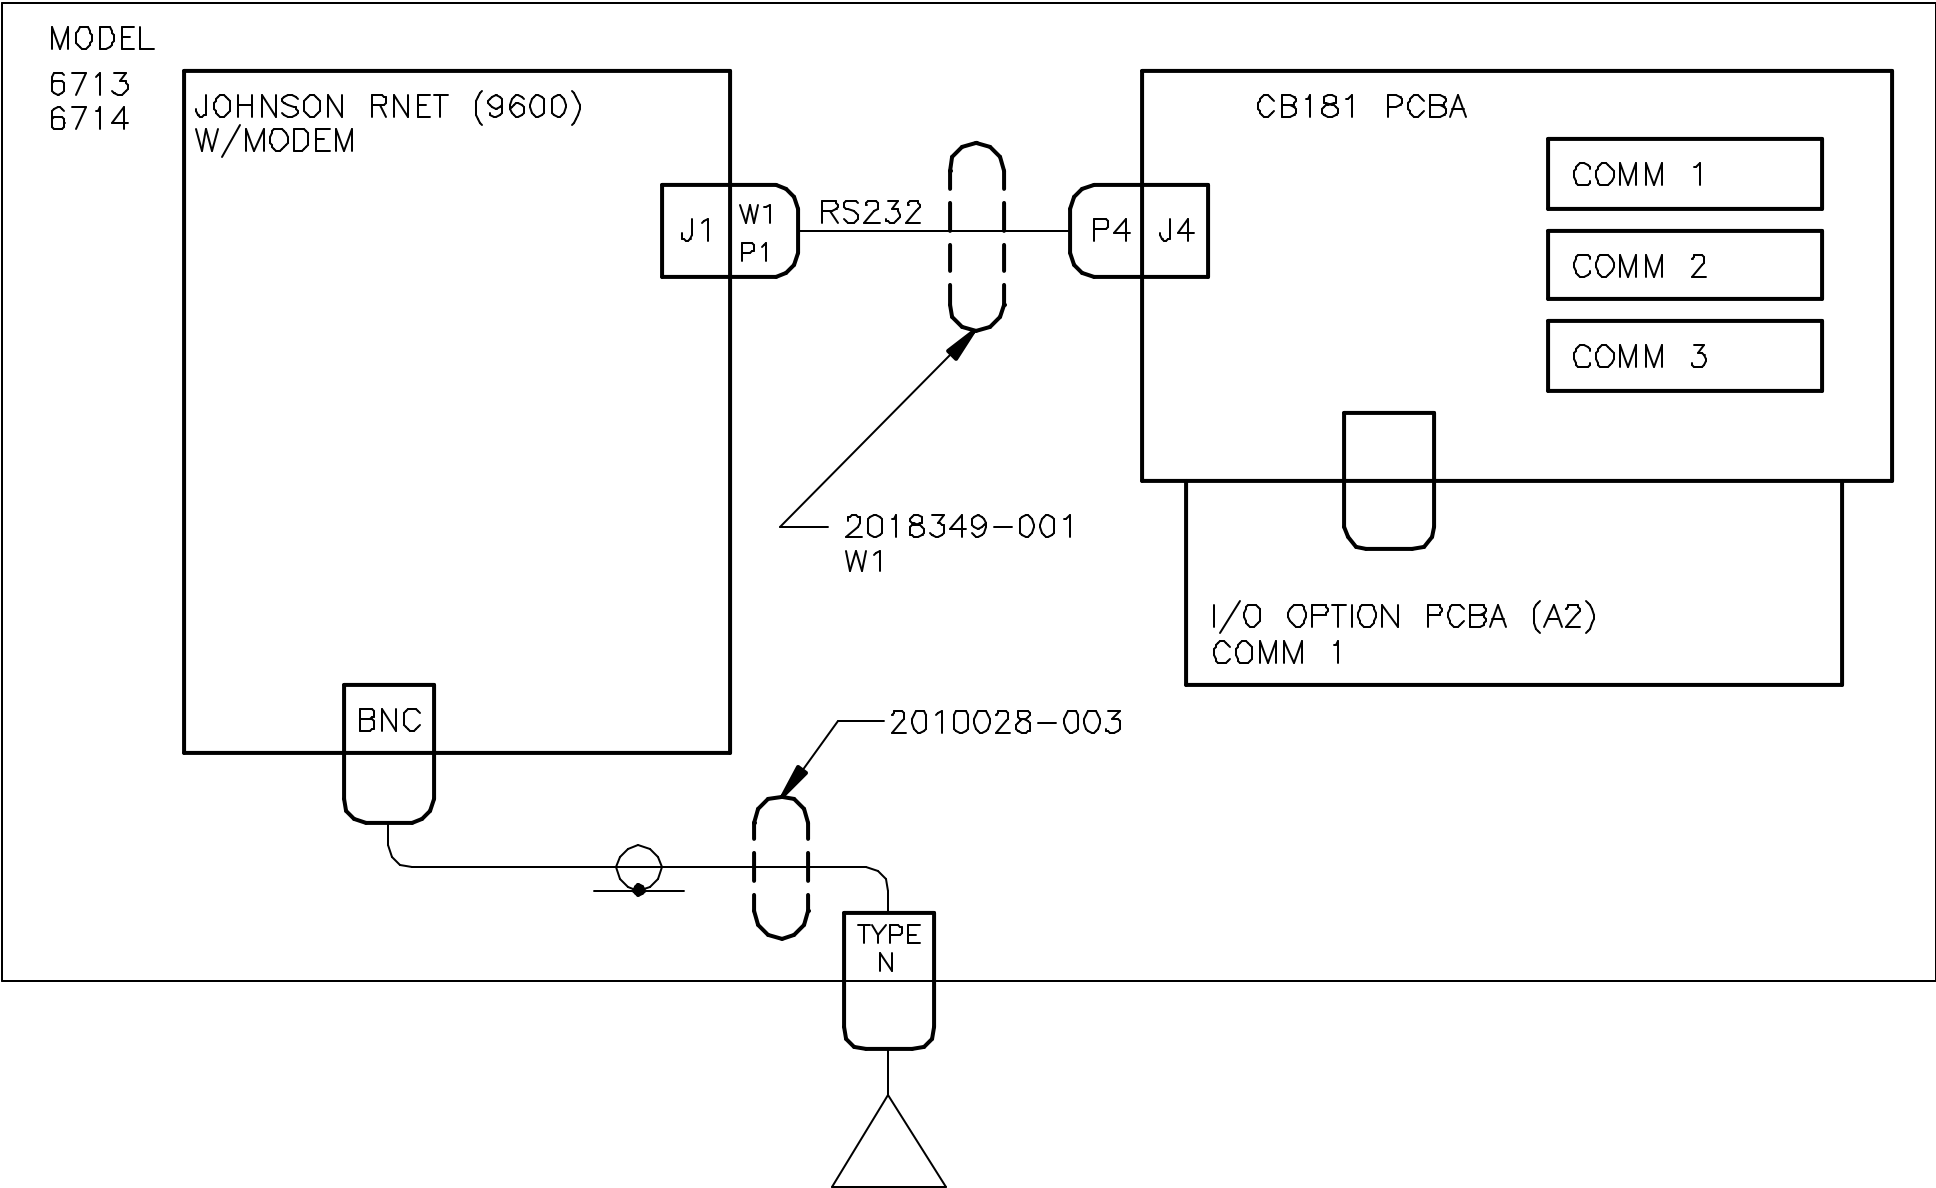 MODEL
6713
6714
JOHNSON RNET (9600)
W/MODEM
J1
W1
P1
RS232
P4
J4
CB181 PCBA
COMM 1
COMM 2
COMM 3
2018349-001
W1
I/O OPTION PCBA (A2)
COMM 1
BNC
2010028-003
TYPE
N